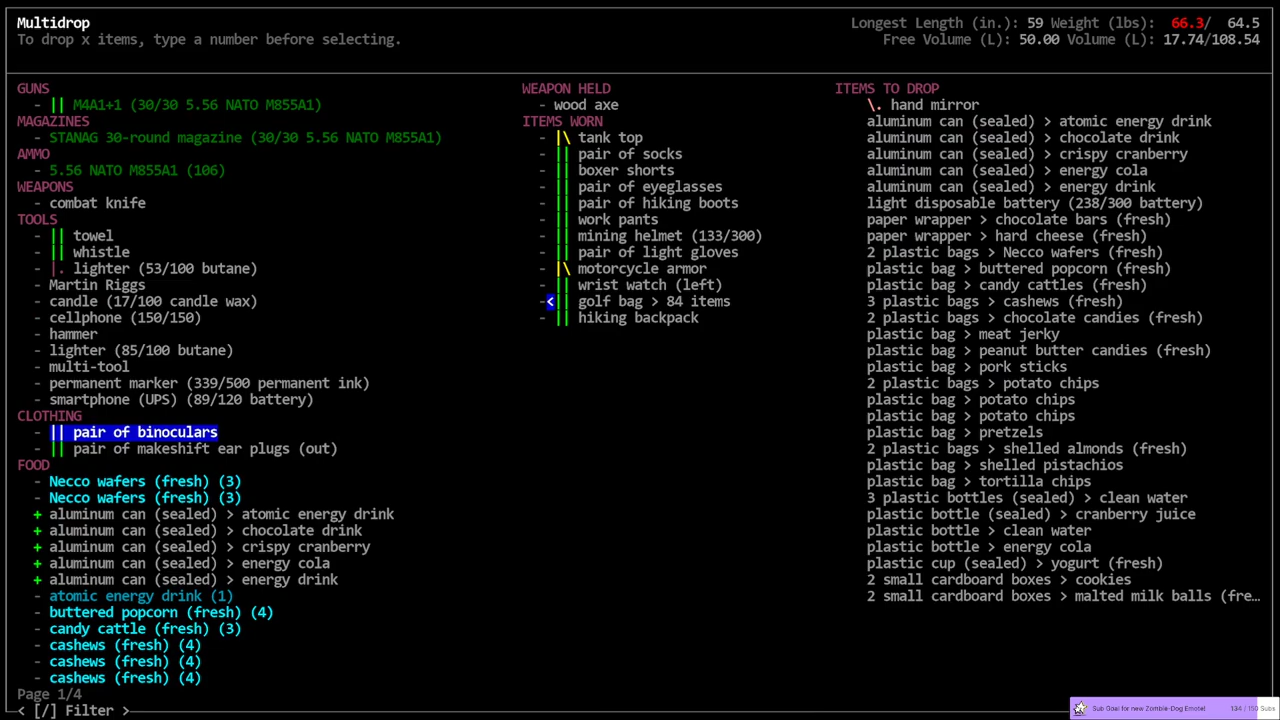 Multidrop
To drop x items, type a number before selecting.
Longest Length (in.): 59 Weight (lbs): 66.3/ 64.5
Free Volume (L): 50.00 Volume (L): 17.74/108.54
GUNS
- || M4A1+1 (30/30 5.56 NATO M855A1)
MAGAZINES
- STANAG 30-round magazine (30/30 5.56 NATO M855A1)
AMMO
- 5.56 NATO M855A1 (106)
WEAPONS
- combat knife
TOOLS
- || towel
- || whistle
- |. lighter (53/100 butane)
- Martin Riggs
- candle (17/100 candle wax)
- cellphone (150/150)
- hammer
- lighter (85/100 butane)
- multi-tool
- permanent marker (339/500 permanent ink)
- smartphone (UPS) (89/120 battery)
CLOTHING
- || pair of binoculars
- || pair of makeshift ear plugs (out)
FOOD
- Necco wafers (fresh) (3)
- Necco wafers (fresh) (3)
+ aluminum can (sealed) > atomic energy drink
+ aluminum can (sealed) > chocolate drink
+ aluminum can (sealed) > crispy cranberry
+ aluminum can (sealed) > energy cola
+ aluminum can (sealed) > energy drink
- atomic energy drink (1)
- buttered popcorn (fresh) (4)
- candy cattle (fresh) (3)
- cashews (fresh) (4)
- cashews (fresh) (4)
- cashews (fresh) (4)
Page 1/4
< [/] Filter >
WEAPON HELD
- wood axe
ITEMS WORN
- |\ tank top
- || pair of socks
- || boxer shorts
- || pair of eyeglasses
- || pair of hiking boots
- || work pants
- || mining helmet (133/300)
- || pair of light gloves
- |\ motorcycle armor
- || wrist watch (left)
-<|| golf bag > 84 items
- || hiking backpack
ITEMS TO DROP
\. hand mirror
aluminum can (sealed) > atomic energy drink
aluminum can (sealed) > chocolate drink
aluminum can (sealed) > crispy cranberry
aluminum can (sealed) > energy cola
aluminum can (sealed) > energy drink
light disposable battery (238/300 battery)
paper wrapper > chocolate bars (fresh)
paper wrapper > hard cheese (fresh)
2 plastic bags > Necco wafers (fresh)
plastic bag > buttered popcorn (fresh)
plastic bag > candy cattles (fresh)
3 plastic bags > cashews (fresh)
2 plastic bags > chocolate candies (fresh)
plastic bag > meat jerky
plastic bag > peanut butter candies (fresh)
plastic bag > pork sticks
2 plastic bags > potato chips
plastic bag > potato chips
plastic bag > potato chips
plastic bag > pretzels
2 plastic bags > shelled almonds (fresh)
plastic bag > shelled pistachios
plastic bag > tortilla chips
3 plastic bottles (sealed) > clean water
plastic bottle (sealed) > cranberry juice
plastic bottle > clean water
plastic bottle > energy cola
plastic cup (sealed) > yogurt (fresh)
2 small cardboard boxes > cookies
2 small cardboard boxes > malted milk balls (fre…
Sub Goal for new Zombie-Dog Emote! 134 / 150 Subs